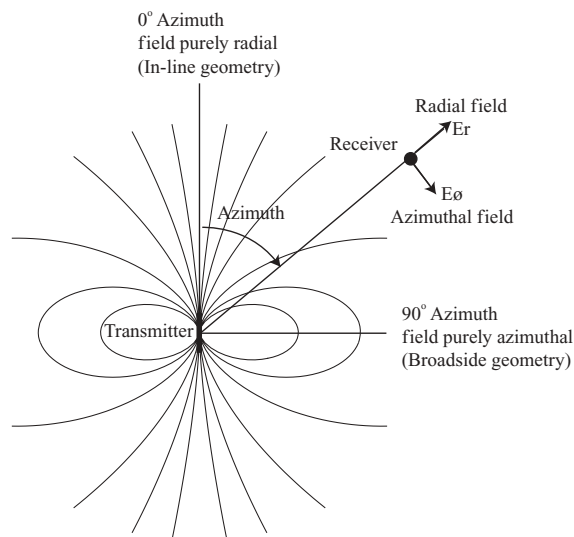 0° Azimuth
field purely radial
(In-line geometry)
Radial field
Er
Receiver
Eø
Azimuthal field
Azimuth
Transmitter
90° Azimuth
field purely azimuthal
(Broadside geometry)